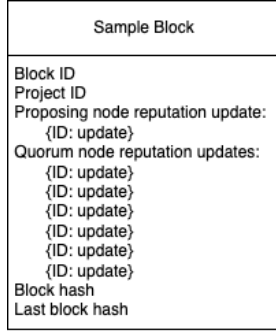 Sample Block
Block ID
Project ID
Proposing node reputation update:
{ID: update}
Quorum node reputation updates:
{ID: update}
{ID: update}
{ID: update}
{ID: update}
{ID: update}
{ID: update}
Block hash
Last block hash